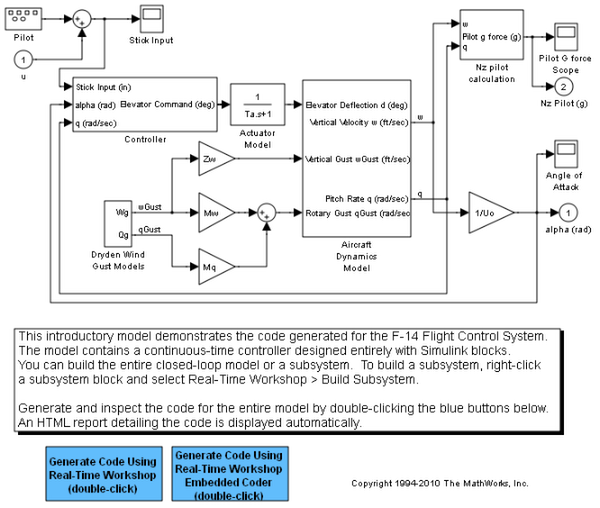 Pilot
1
u
Stick Input
Stick Input (in)
alpha (rad)
Elevator Command (deg)
q (rad/sec)
Controller
1
Ta.s+1
Actuator
Model
Elevator Deflection d (deg)
Vertical Velocity w (ft/sec)
Vertical Gust wGust (ft/sec)
Pitch Rate q (rad/sec)
Rotary Gust qGust (rad/sec
Aircraft
Dynamics
Model
w
q
w
Pilot g force (g)
q
Nz pilot
calculation
Pilot G force
Scope
2
Nz Pilot (g)
Angle of
Attack
1
alpha (rad)
1/Uo
Zw
Mw
Mq
Wg
wGust
Qg
qGust
Dryden Wind
Gust Models
This introductory model demonstrates the code generated for the F-14 Flight Control System.
The model contains a continuous-time controller designed entirely with Simulink blocks.
You can build the entire closed-loop model or a subsystem. To build a subsystem, right-click
a subsystem block and select Real-Time Workshop > Build Subsystem.
Generate and inspect the code for the entire model by double-clicking the blue buttons below.
An HTML report detailing the code is displayed automatically.
Generate Code Using
Real-Time Workshop
(double-click)
Generate Code Using
Real-Time Workshop
Embedded Coder
(double-click)
Copyright 1994-2010 The MathWorks, Inc.